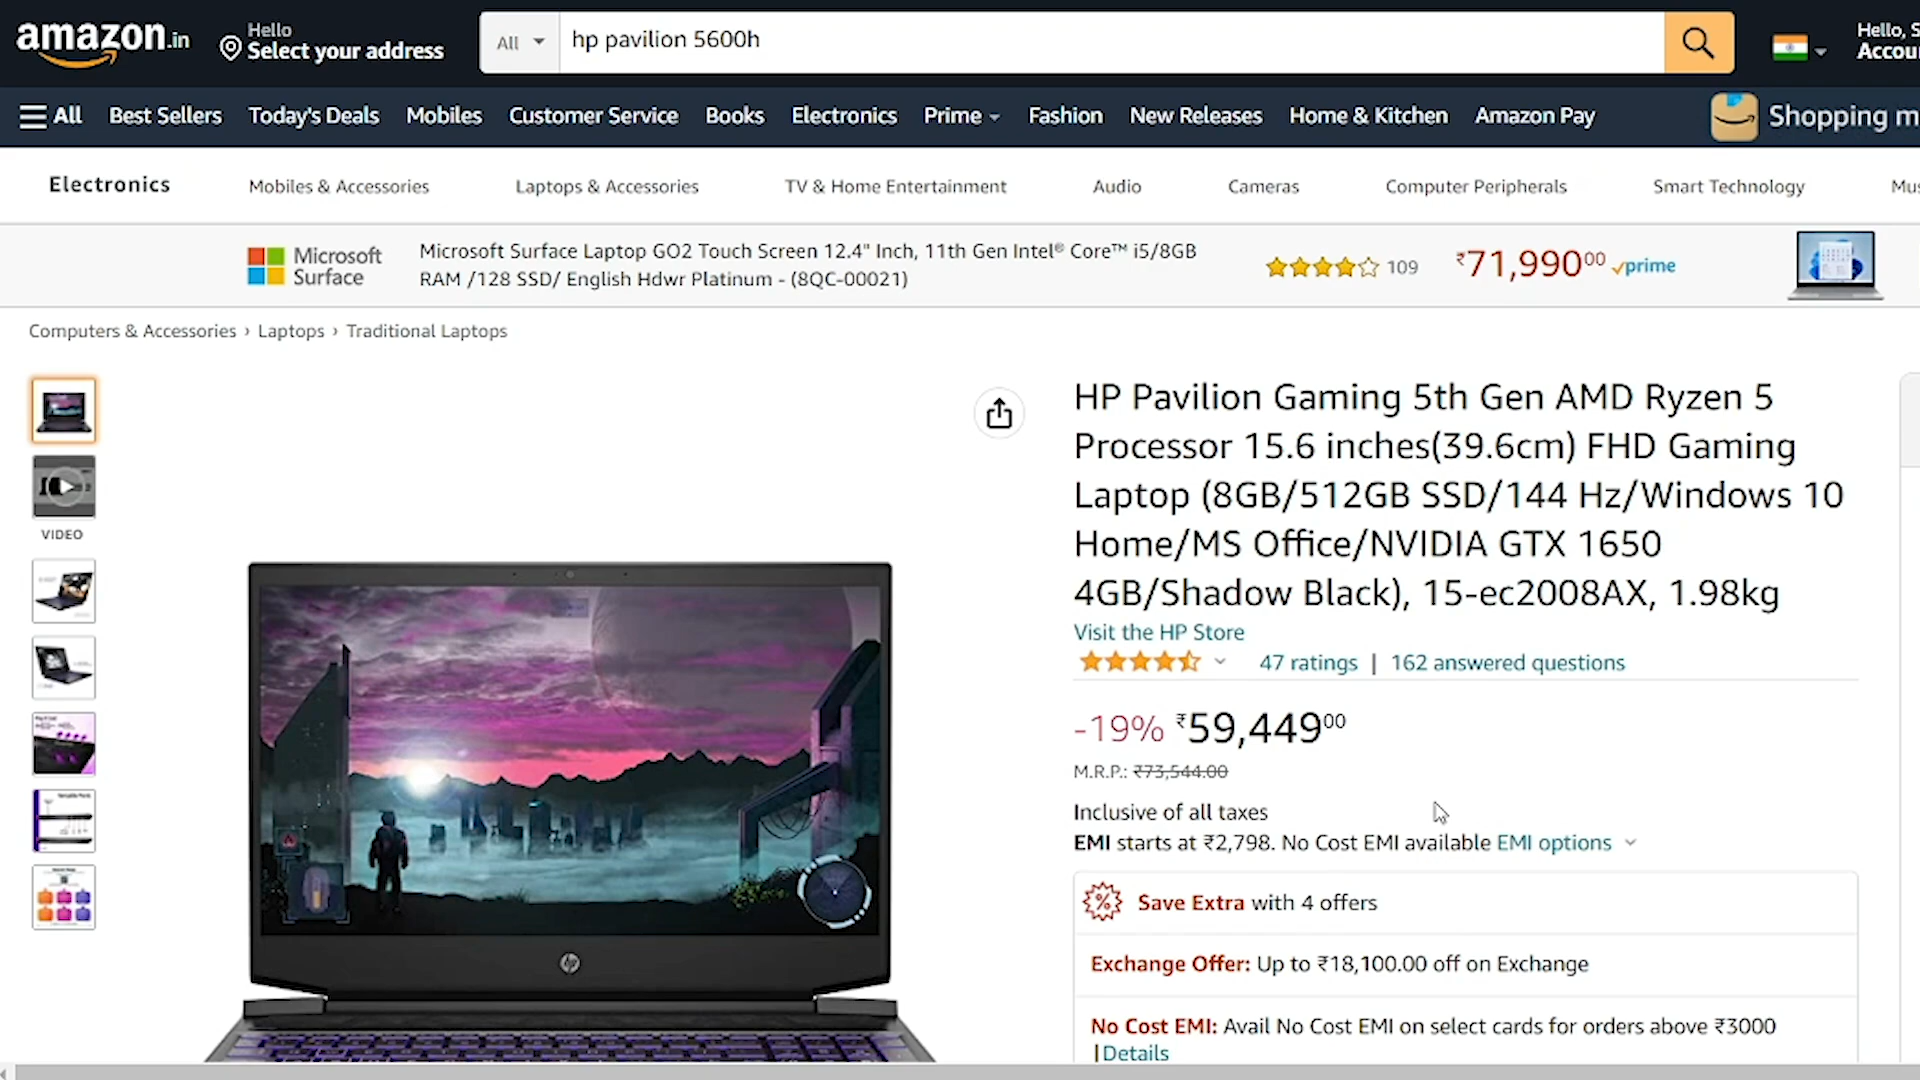 amazon.in
Hello
Select your address
All
hp pavilion 5600h
Hello, S
Accou
All Best Sellers Today's Deals Mobiles Customer Service Books Electronics Prime Fashion New Releases Home & Kitchen Amazon Pay Shopping m
Electronics Mobiles & Accessories Laptops & Accessories TV & Home Entertainment Audio Cameras Computer Peripherals Smart Technology Mus
Microsoft
Surface
Microsoft Surface Laptop GO2 Touch Screen 12.4" Inch, 11th Gen Intel® Core™ i5/8GB
RAM /128 SSD/ English Hdwr Platinum - (8QC-00021)
109
₹71,990⁰⁰ prime
Computers & Accessories › Laptops › Traditional Laptops
VIDEO
hp
HP Pavilion Gaming 5th Gen AMD Ryzen 5
Processor 15.6 inches(39.6cm) FHD Gaming
Laptop (8GB/512GB SSD/144 Hz/Windows 10
Home/MS Office/NVIDIA GTX 1650
4GB/Shadow Black), 15-ec2008AX, 1.98kg
Visit the HP Store
47 ratings | 162 answered questions
-19% ₹59,449⁰⁰
M.R.P.: ₹73,544.00
Inclusive of all taxes
EMI starts at ₹2,798. No Cost EMI available EMI options
Save Extra with 4 offers
Exchange Offer: Up to ₹18,100.00 off on Exchange
No Cost EMI: Avail No Cost EMI on select cards for orders above ₹3000
|Details